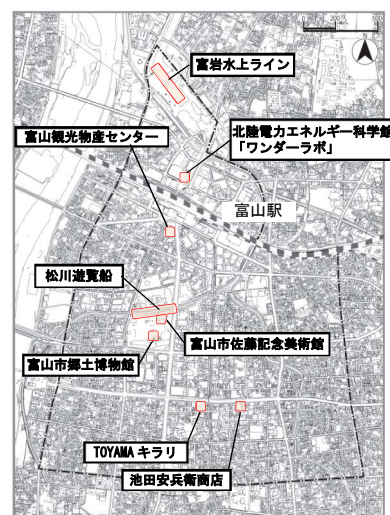 富岩水上ライン
北陸電力エネルギー科学館
「ワンダーラボ」
富山観光物産センター
富山駅
松川遊覧船
富山市佐藤記念美術館
富山市郷土博物館
TOYAMA キラリ
池田安兵衛商店